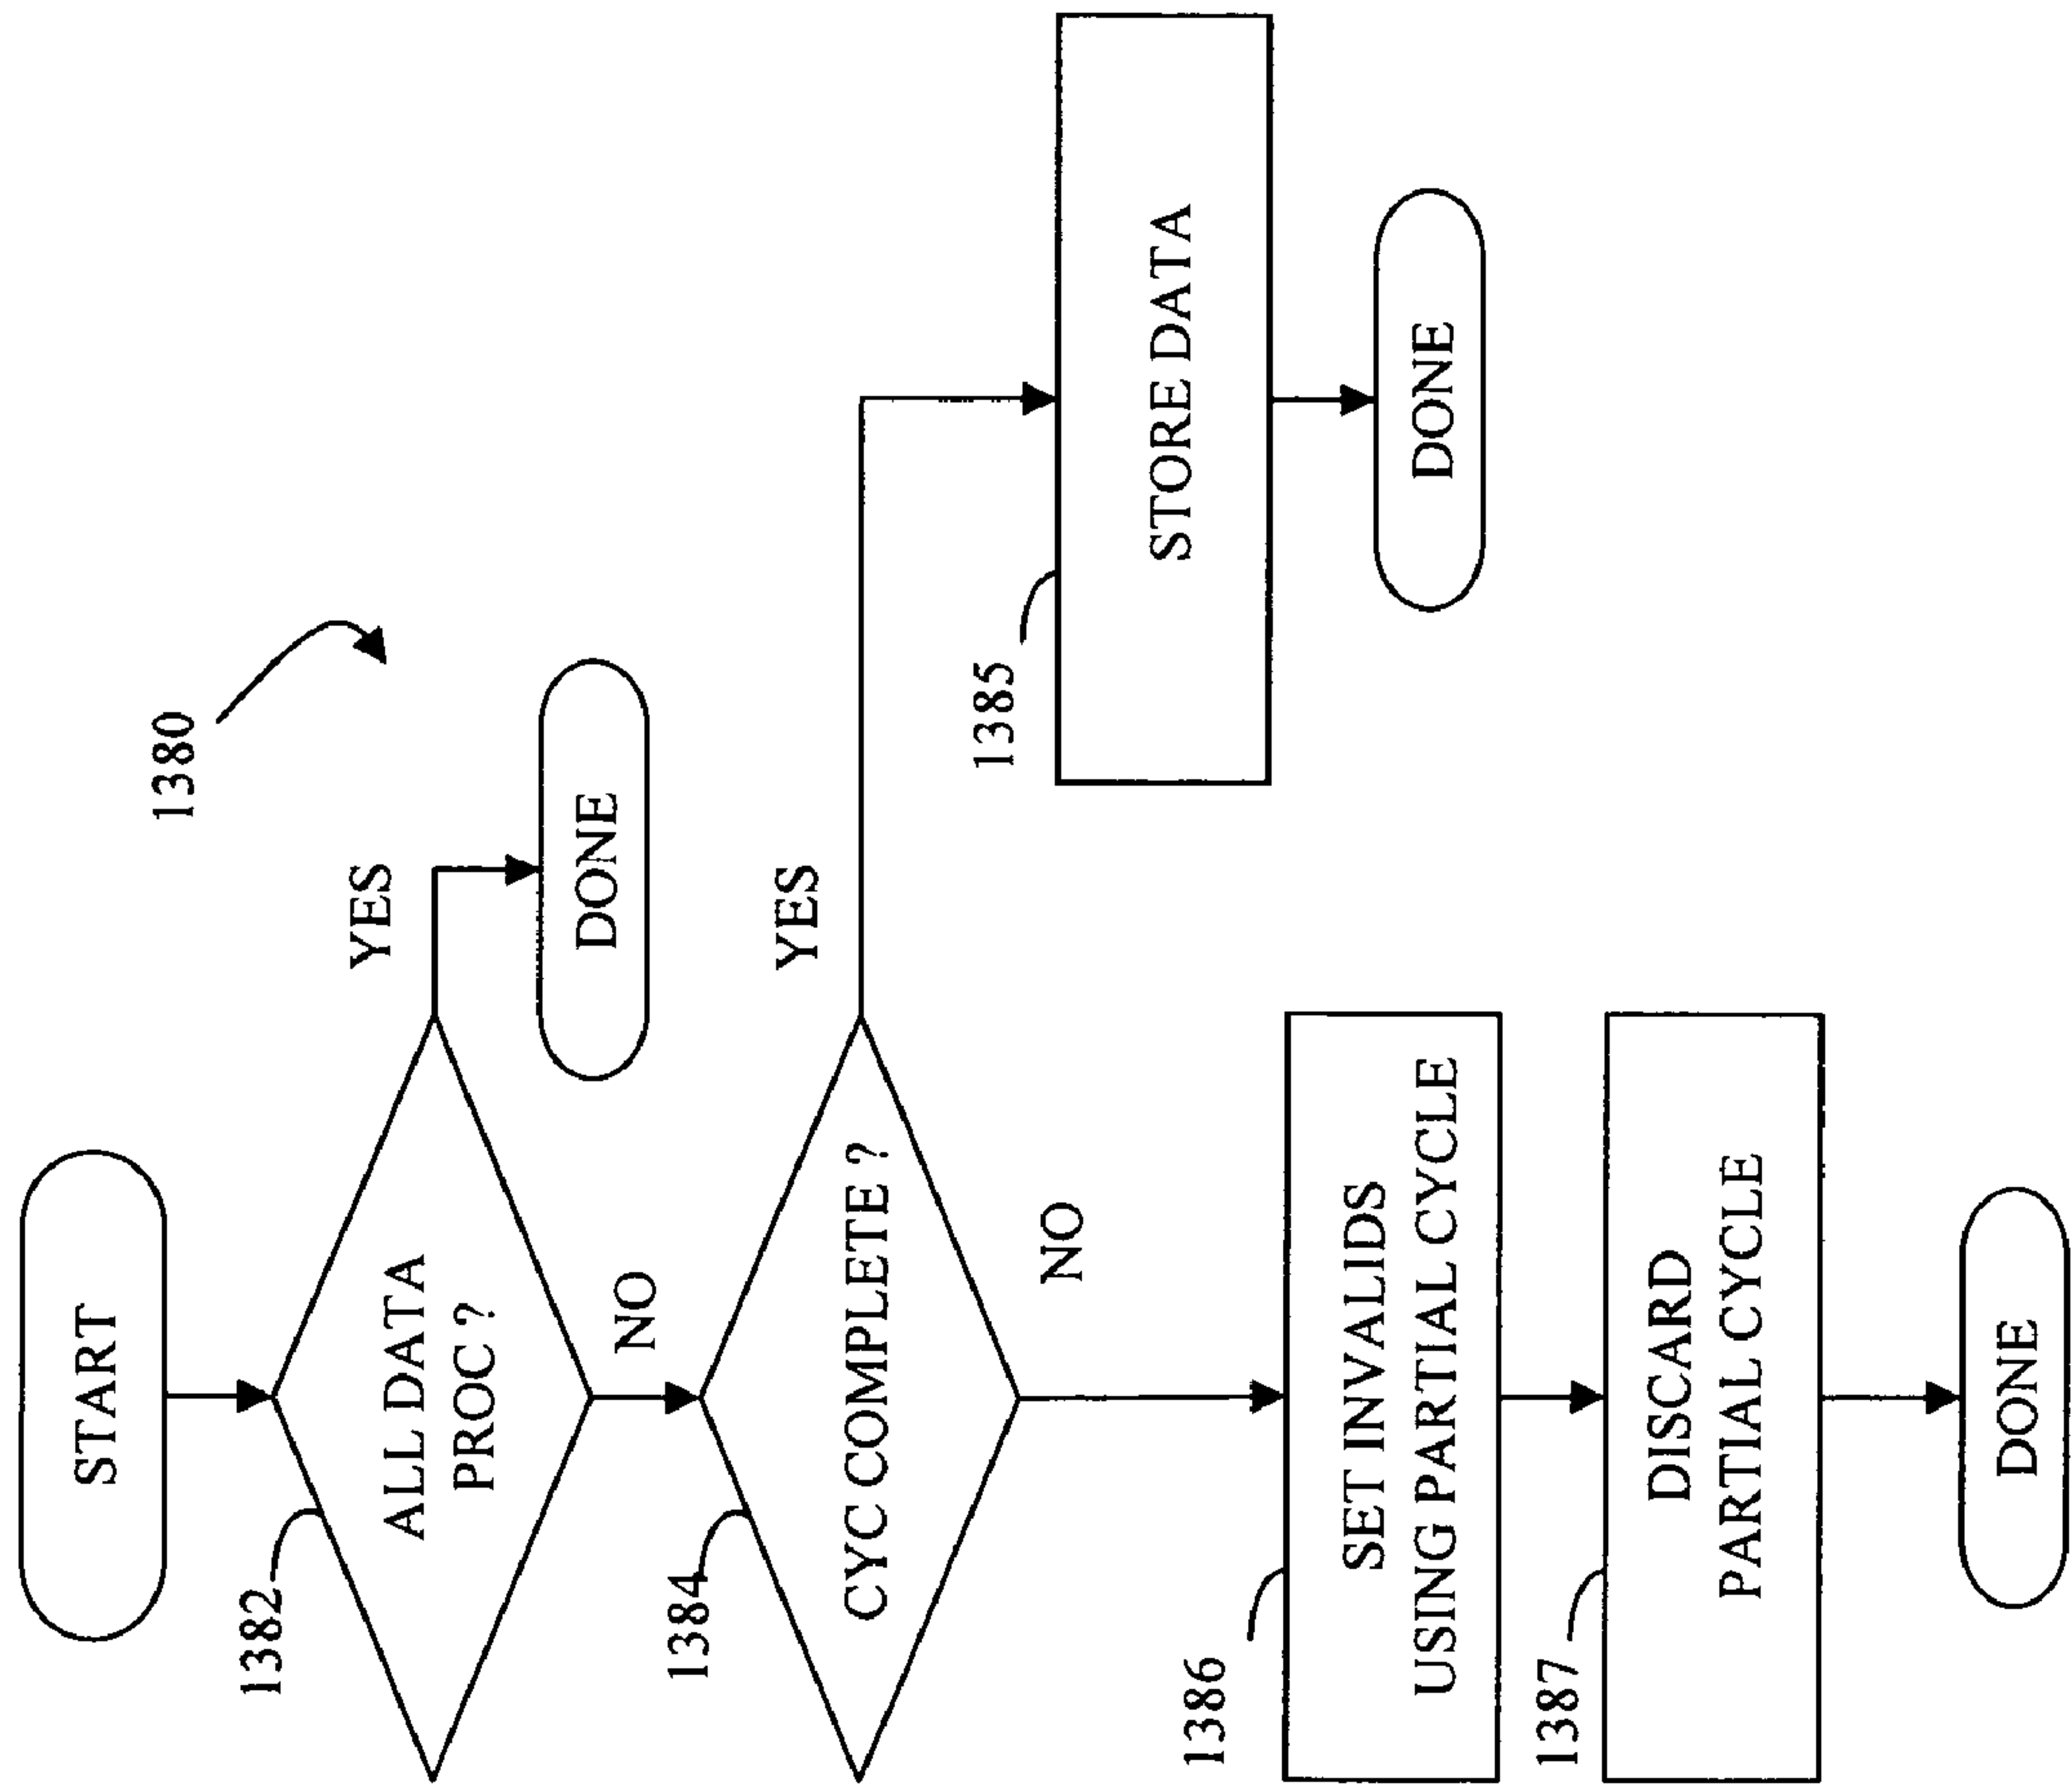 1380
START
1382
ALL DATA
PROC ?
YES
DONE
NO
1384
CYC COMPLETE ?
YES
1385
STORE DATA
DONE
NO
1386
SET INVALIDS
USING PARTIAL CYCLE
1387
DISCARD
PARTIAL CYCLE
DONE